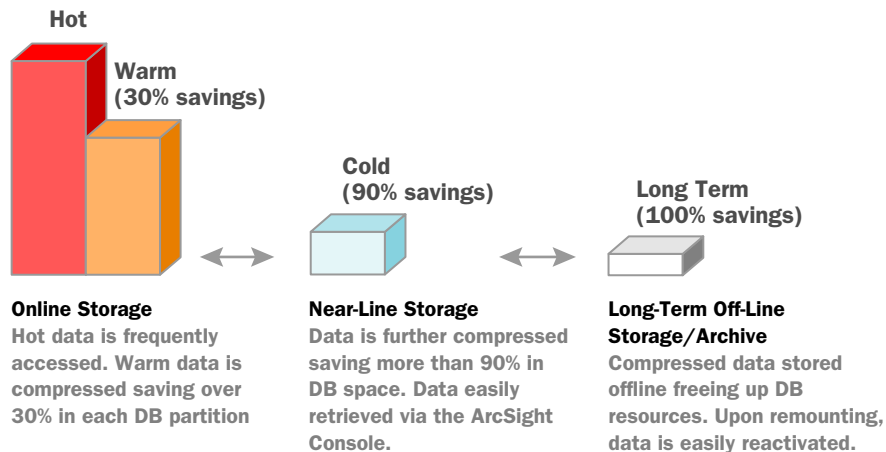 Hot
Warm
(30% savings)
Cold
(90% savings)
Long Term
(100% savings)
Online Storage
Hot data is frequently
accessed. Warm data is
compressed saving over
30% in each DB partition
Near-Line Storage
Data is further compressed
saving more than 90% in
DB space. Data easily
retrieved via the ArcSight
Console.
Long-Term Off-Line
Storage/Archive
Compressed data stored
offline freeing up DB
resources. Upon remounting,
data is easily reactivated.